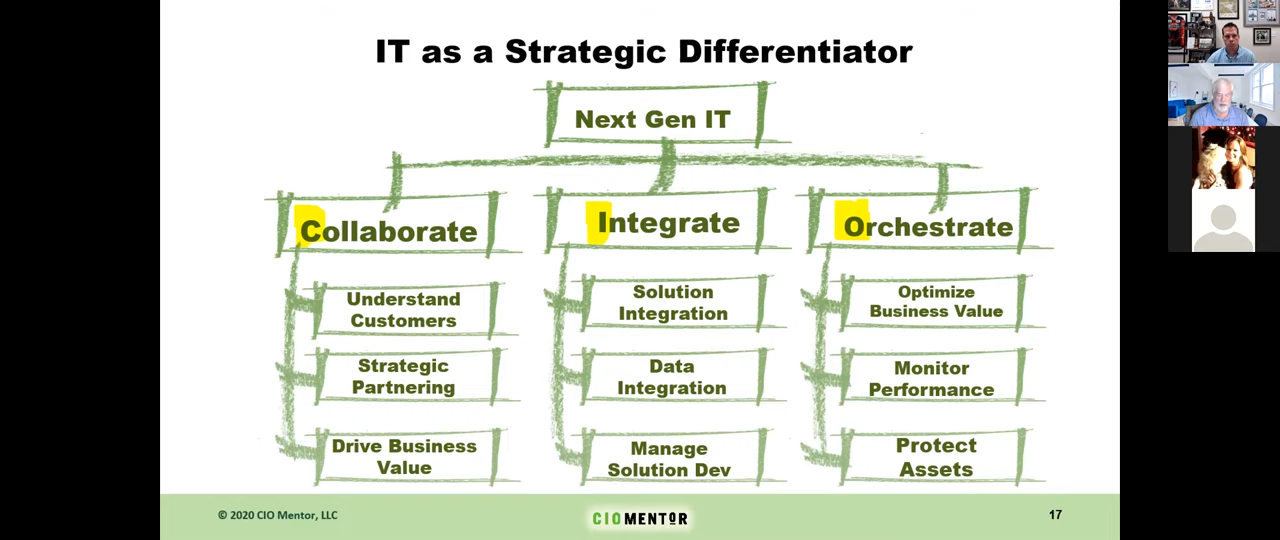 IT as a Strategic Differentiator
Next Gen IT
Collaborate
Integrate
Orchestrate
Understand
Customers
Strategic
Partnering
Drive Business
Value
Solution
Integration
Data
Integration
Manage
Solution Dev
Optimize
Business Value
Monitor
Performance
Protect
Assets
© 2020 CIO Mentor, LLC
CIOMENTOR
17